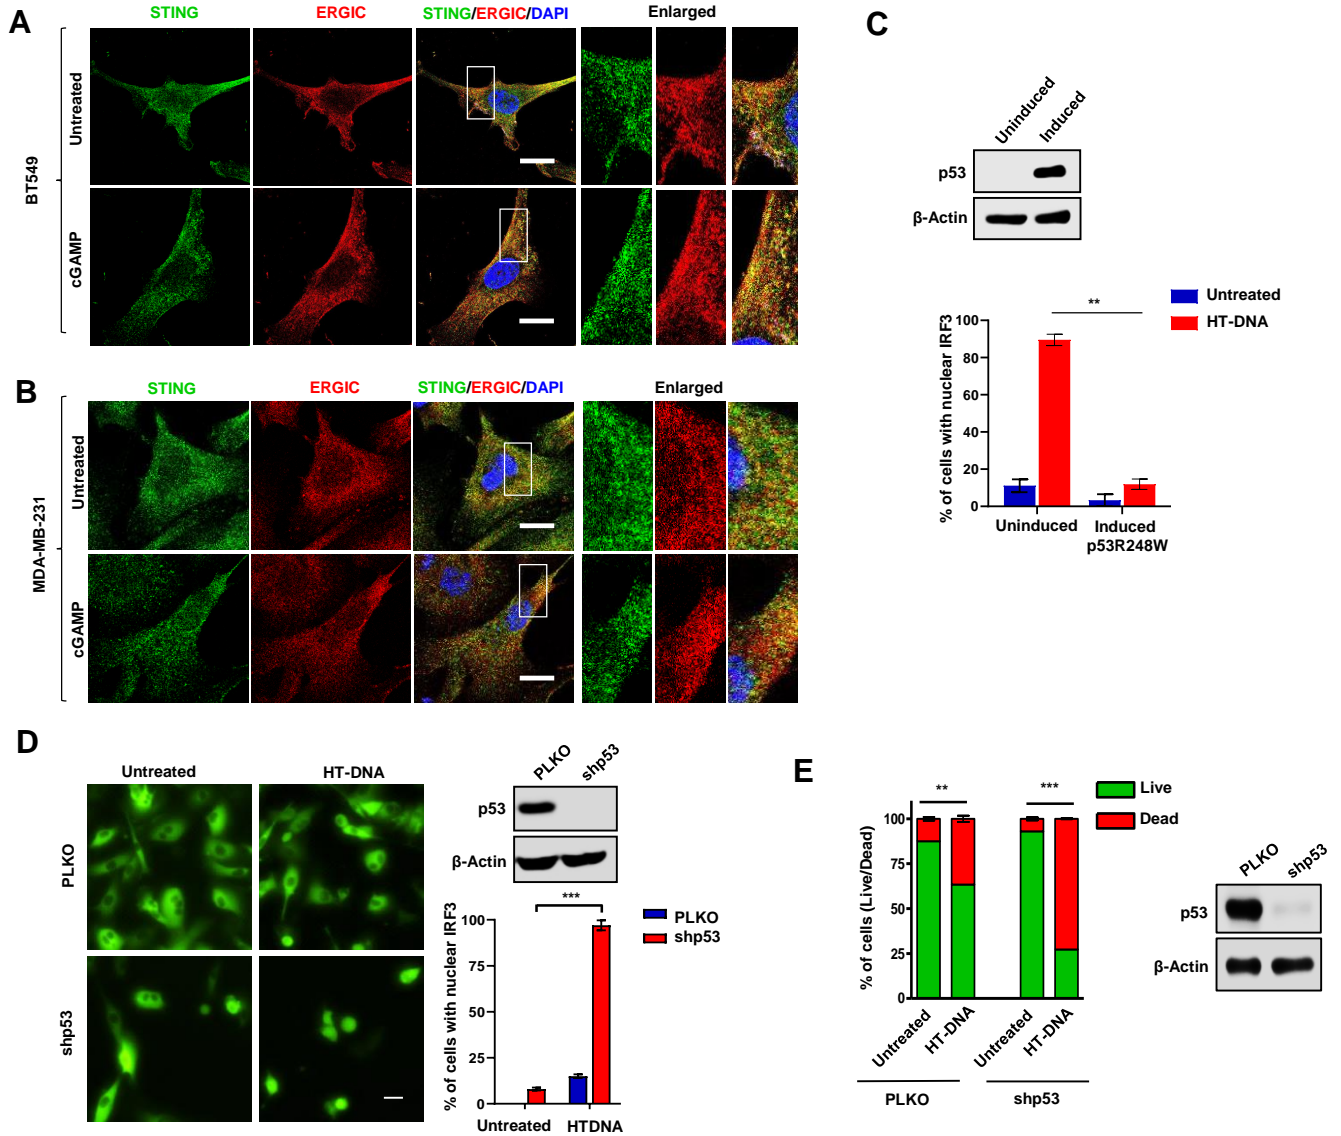 A
STING
ERGIC
STING/ERGIC/DAPI
Enlarged
BT549
Untreated
cGAMP
B
STING
ERGIC
STING/ERGIC/DAPI
Enlarged
MDA-MB-231
Untreated
cGAMP
C
Uninduced
Induced
p53
β-Actin
Untreated
HT-DNA
**
% of cells with nuclear IRF3
100
80
60
40
20
0
Uninduced
Induced
p53R248W
D
Untreated
HT-DNA
PLKO
shp53
PLKO
shp53
p53
β-Actin
***
PLKO
shp53
% of cells with nuclear IRF3
100
75
50
25
0
Untreated
HTDNA
E
**
***
Live
Dead
% of cells (Live/Dead)
100
75
50
25
0
Untreated
HT-DNA
Untreated
HT-DNA
PLKO
shp53
PLKO
shp53
p53
β-Actin